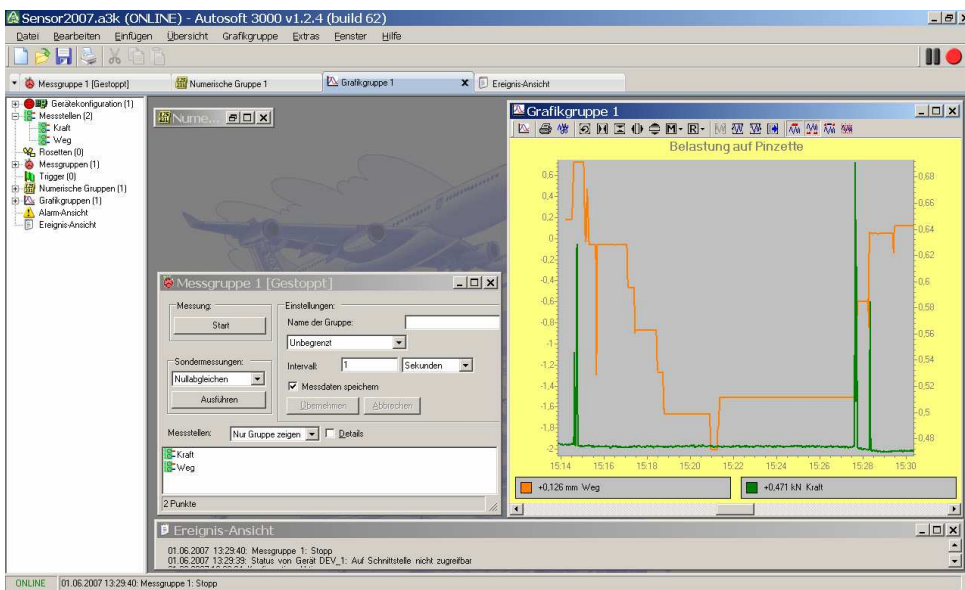 Sensor2007.a3k (ONLINE) - Autosoft 3000 v1.2.4 (build 62)
Datei Bearbeiten Einfügen Übersicht Grafikgruppe Extras Fenster Hilfe
Messgruppe 1 [Gestoppt] Numerische Gruppe 1 Grafikgruppe 1 Ereignis-Ansicht
Gerätekonfiguration (1)
Messstellen (2)
Kraft
Weg
Rosetten (0)
Messgruppen (1)
Trigger (0)
Numerische Gruppen (1)
Grafikgruppen (1)
Alarm-Ansicht
Ereignis-Ansicht
Nume...
Messgruppe 1 [Gestoppt]
Messung:
Start
Sondermessungen:
Nullabgleichen
Ausführen
Einstellungen:
Name der Gruppe:
Unbegrenzt
Intervall: 1 Sekunden
Messdaten speichern
Übernehmen Abbrechen
Messstellen: Nur Gruppe zeigen Details
Kraft
Weg
2 Punkte
Grafikgruppe 1
M R
Belastung auf Pinzette
0,6
0,4
0,2
0
-0,2
-0,4
-0,6
-0,8
-1
-1,2
-1,4
-1,6
-1,8
-2
0,68
0,66
0,64
0,62
0,6
0,58
0,56
0,54
0,52
0,5
0,48
15:14 15:16 15:18 15:20 15:22 15:24 15:26 15:28 15:30
+0,126 mm Weg +0,471 kN Kraft
Ereignis-Ansicht
01.06.2007 13:29:40: Messgruppe 1: Stopp
01.06.2007 13:29:39: Status von Gerät DEV_1: Auf Schnittstelle nicht zugreifbar
ONLINE 01.06.2007 13:29:40: Messgruppe 1: Stopp